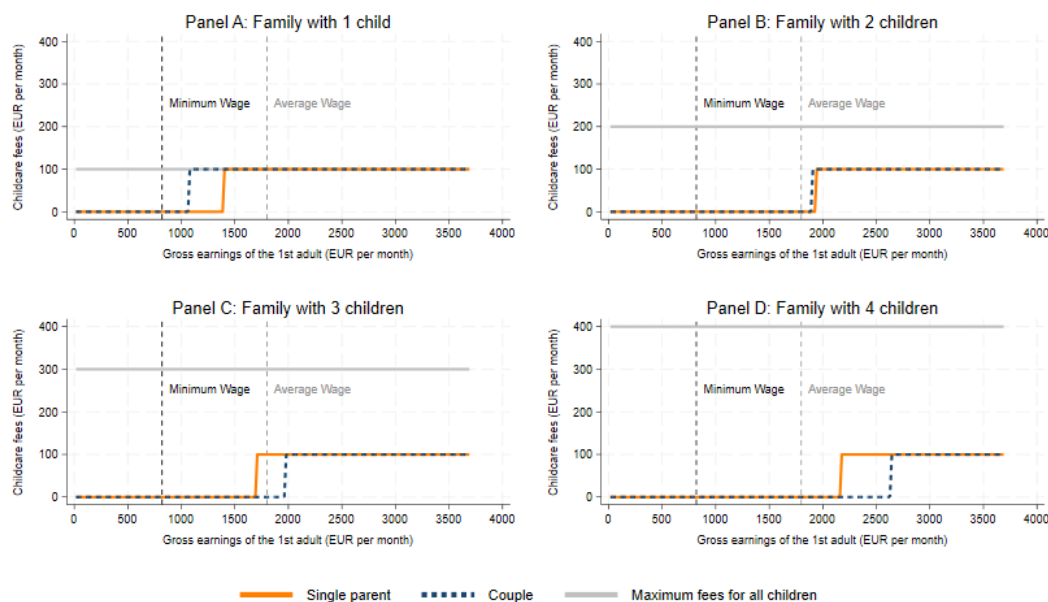 Panel A: Family with 1 child
Childcare fees (EUR per month)
400
300
200
100
0
Minimum Wage
Average Wage
0 500 1000 1500 2000 2500 3000 3500 4000
Gross earnings of the 1st adult (EUR per month)
Panel B: Family with 2 children
Childcare fees (EUR per month)
400
300
200
100
0
Minimum Wage
Average Wage
0 500 1000 1500 2000 2500 3000 3500 4000
Gross earnings of the 1st adult (EUR per month)
Panel C: Family with 3 children
Childcare fees (EUR per month)
400
300
200
100
0
Minimum Wage
Average Wage
0 500 1000 1500 2000 2500 3000 3500 4000
Gross earnings of the 1st adult (EUR per month)
Panel D: Family with 4 children
Childcare fees (EUR per month)
400
300
200
100
0
Minimum Wage
Average Wage
0 500 1000 1500 2000 2500 3000 3500 4000
Gross earnings of the 1st adult (EUR per month)
Single parent Couple Maximum fees for all children